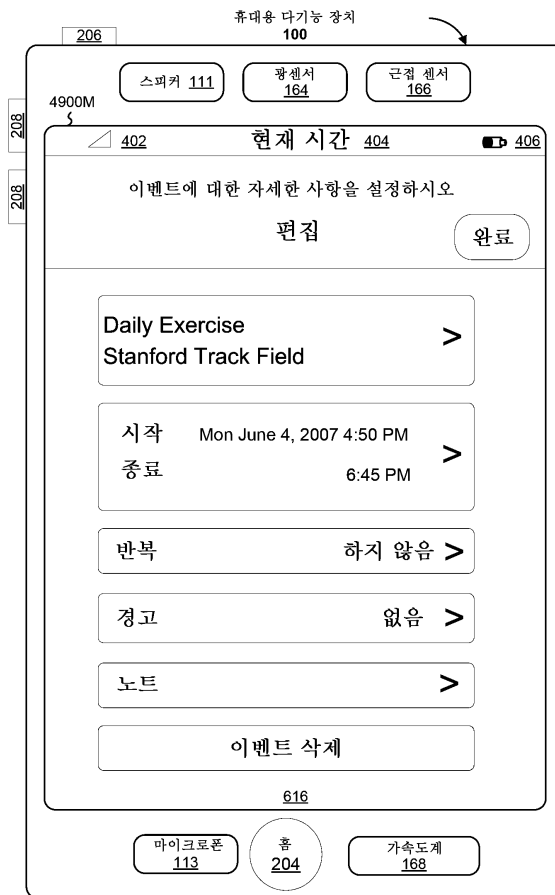 휴대용 다기능 장치
100
206
스피커 111
광센서
164
근접 센서
166
4900M
208
208
402
현재 시간 404
406
이벤트에 대한 자세한 사항을 설정하시오
편집
완료
Daily Exercise
Stanford Track Field
>
시작 Mon June 4, 2007 4:50 PM
종료 6:45 PM
>
반복 하지 않음 >
경고 없음 >
노트 >
이벤트 삭제
616
마이크로폰
113
홈
204
가속도계
168